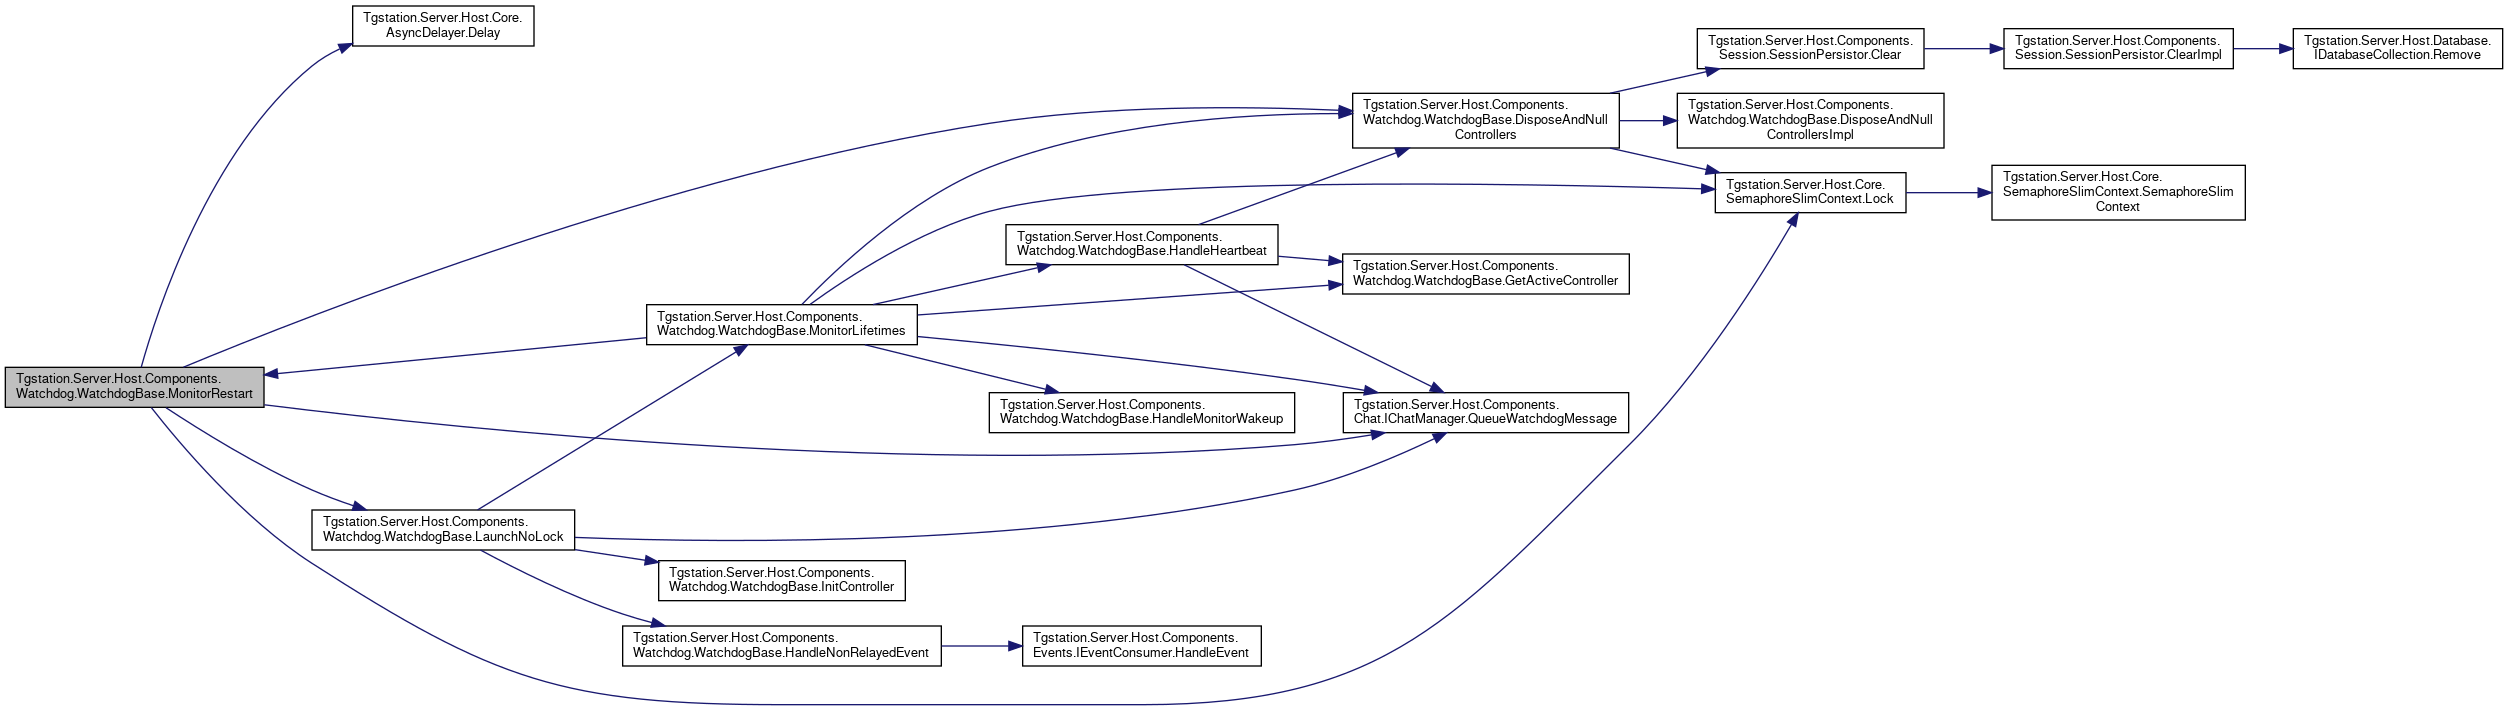 Tgstation.Server.Host.Core.
AsyncDelayer.Delay
Tgstation.Server.Host.Components.
Session.SessionPersistor.Clear
Tgstation.Server.Host.Components.
Session.SessionPersistor.ClearImpl
Tgstation.Server.Host.Database.
IDatabaseCollection.Remove
Tgstation.Server.Host.Components.
Watchdog.WatchdogBase.DisposeAndNull
Controllers
Tgstation.Server.Host.Components.
Watchdog.WatchdogBase.DisposeAndNull
ControllersImpl
Tgstation.Server.Host.Core.
SemaphoreSlimContext.Lock
Tgstation.Server.Host.Core.
SemaphoreSlimContext.SemaphoreSlim
Context
Tgstation.Server.Host.Components.
Watchdog.WatchdogBase.HandleHeartbeat
Tgstation.Server.Host.Components.
Watchdog.WatchdogBase.GetActiveController
Tgstation.Server.Host.Components.
Watchdog.WatchdogBase.MonitorLifetimes
Tgstation.Server.Host.Components.
Watchdog.WatchdogBase.MonitorRestart
Tgstation.Server.Host.Components.
Watchdog.WatchdogBase.HandleMonitorWakeup
Tgstation.Server.Host.Components.
Chat.IChatManager.QueueWatchdogMessage
Tgstation.Server.Host.Components.
Watchdog.WatchdogBase.LaunchNoLock
Tgstation.Server.Host.Components.
Watchdog.WatchdogBase.InitController
Tgstation.Server.Host.Components.
Watchdog.WatchdogBase.HandleNonRelayedEvent
Tgstation.Server.Host.Components.
Events.IEventConsumer.HandleEvent